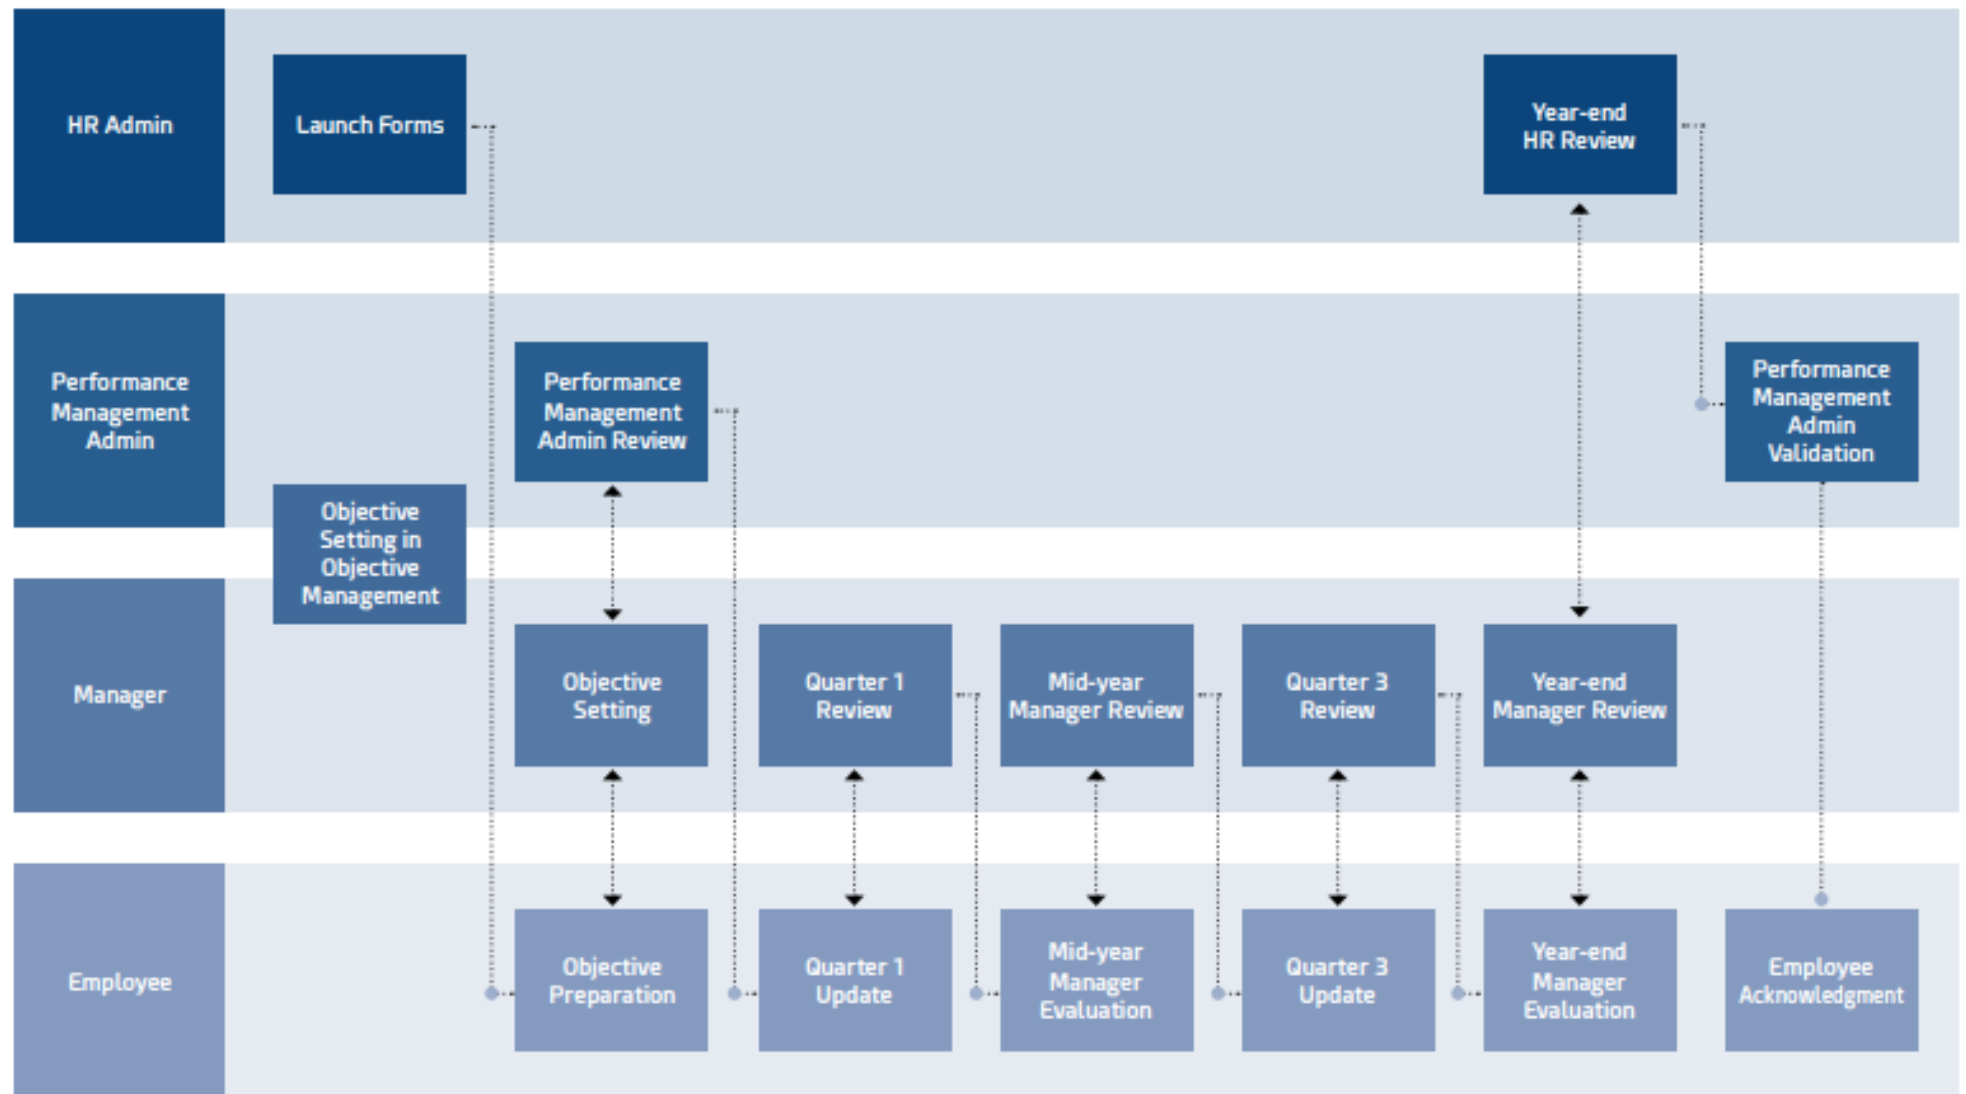 HR Admin
Launch Forms
Year-end
HR Review
Performance
Management
Admin
Performance
Management
Admin Review
Performance
Management
Admin
Validation
Objective
Setting in
Objective
Management
Manager
Objective
Setting
Quarter 1
Review
Mid-year
Manager Review
Quarter 3
Review
Year-end
Manager Review
Employee
Objective
Preparation
Quarter 1
Update
Mid-year
Manager
Evaluation
Quarter 3
Update
Year-end
Manager
Evaluation
Employee
Acknowledgment